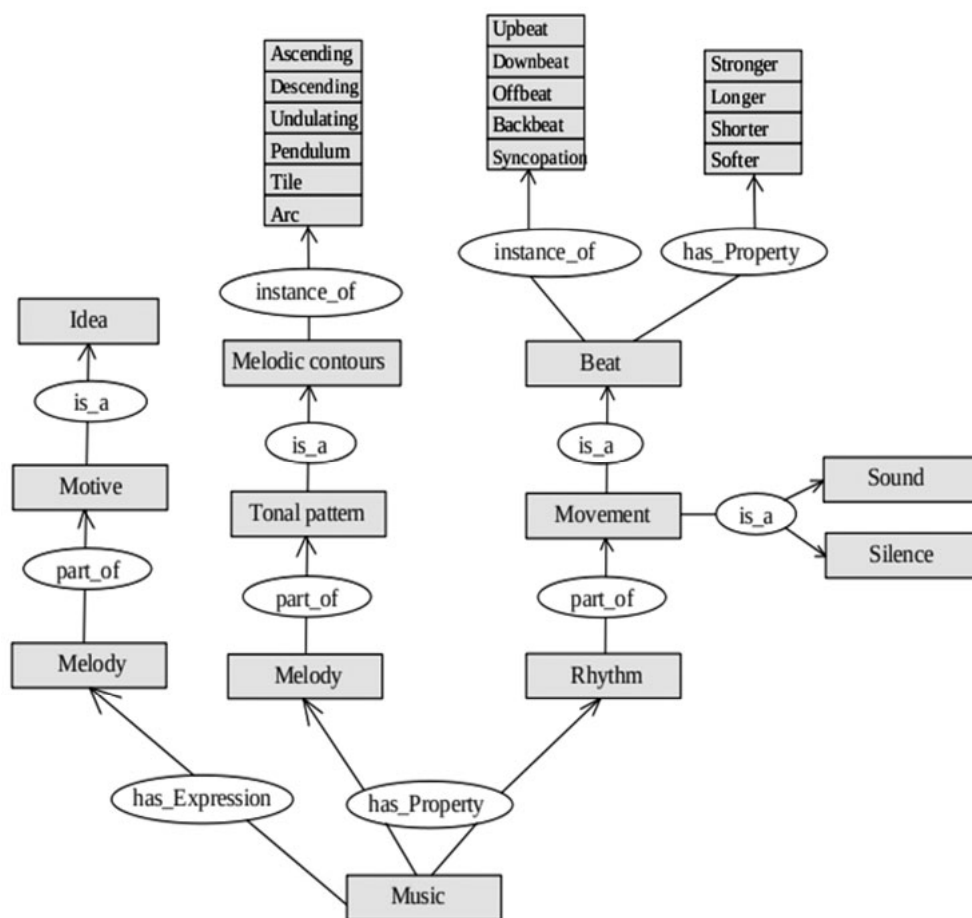 Ascending
Descending
Undulating
Pendulum
Tile
Arc
Upbeat
Downbeat
Offbeat
Backbeat
Syncopation
Stronger
Longer
Shorter
Softer
instance_of
has_Property
instance_of
Idea
Melodic contours
Beat
is_a
is_a
is_a
Motive
Tonal pattern
Movement
is_a
Sound
Silence
part_of
part_of
part_of
Melody
Melody
Rhythm
has_Expression
has_Property
Music